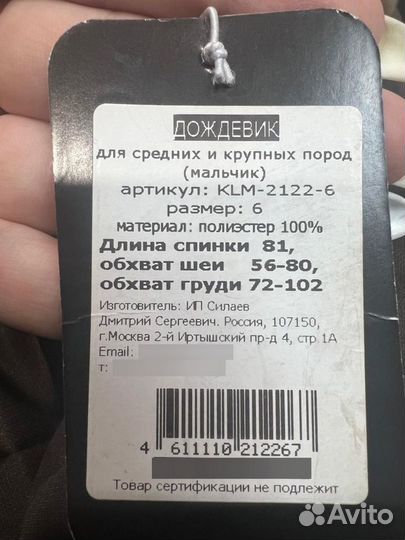 ДОЖДЕВИК
для средних и крупных пород
(мальчик)
артикул: KLM-2122-6
размер: 6
материал: полиэстер 100%
Длина спинки 81,
обхват шеи 56-80,
обхват груди 72-102
Изготовитель: ИП Силаев
Дмитрий Сергеевич. Россия, 107150,
г.Москва 2-й Иртышский пр-д 4, стр 1А
Email:
т:
4 611110 212267
Товар сертификации не подлежит
Avito